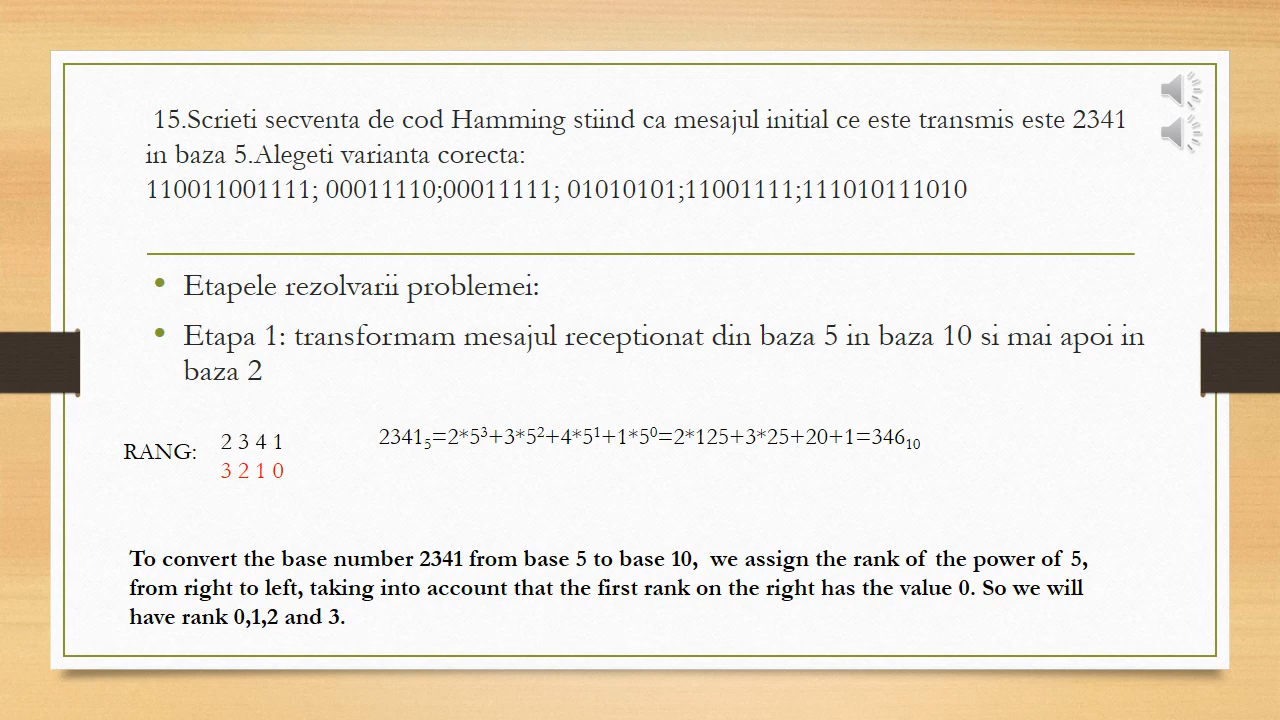 15.Scrieti secventa de cod Hamming stiind ca mesajul initial ce este transmis este 2341
in baza 5.Alegeti varianta corecta:
110011001111; 00011110;00011111; 01010101;11001111;111010111010
• Etapele rezolvarii problemei:
• Etapa 1: transformam mesajul receptionat din baza 5 in baza 10 si mai apoi in
baza 2
RANG:
2 3 4 1
3 2 1 0
2341₅=2*5³+3*5²+4*5¹+1*5⁰=2*125+3*25+20+1=346₁₀
To convert the base number 2341 from base 5 to base 10, we assign the rank of the power of 5,
from right to left, taking into account that the first rank on the right has the value 0. So we will
have rank 0,1,2 and 3.